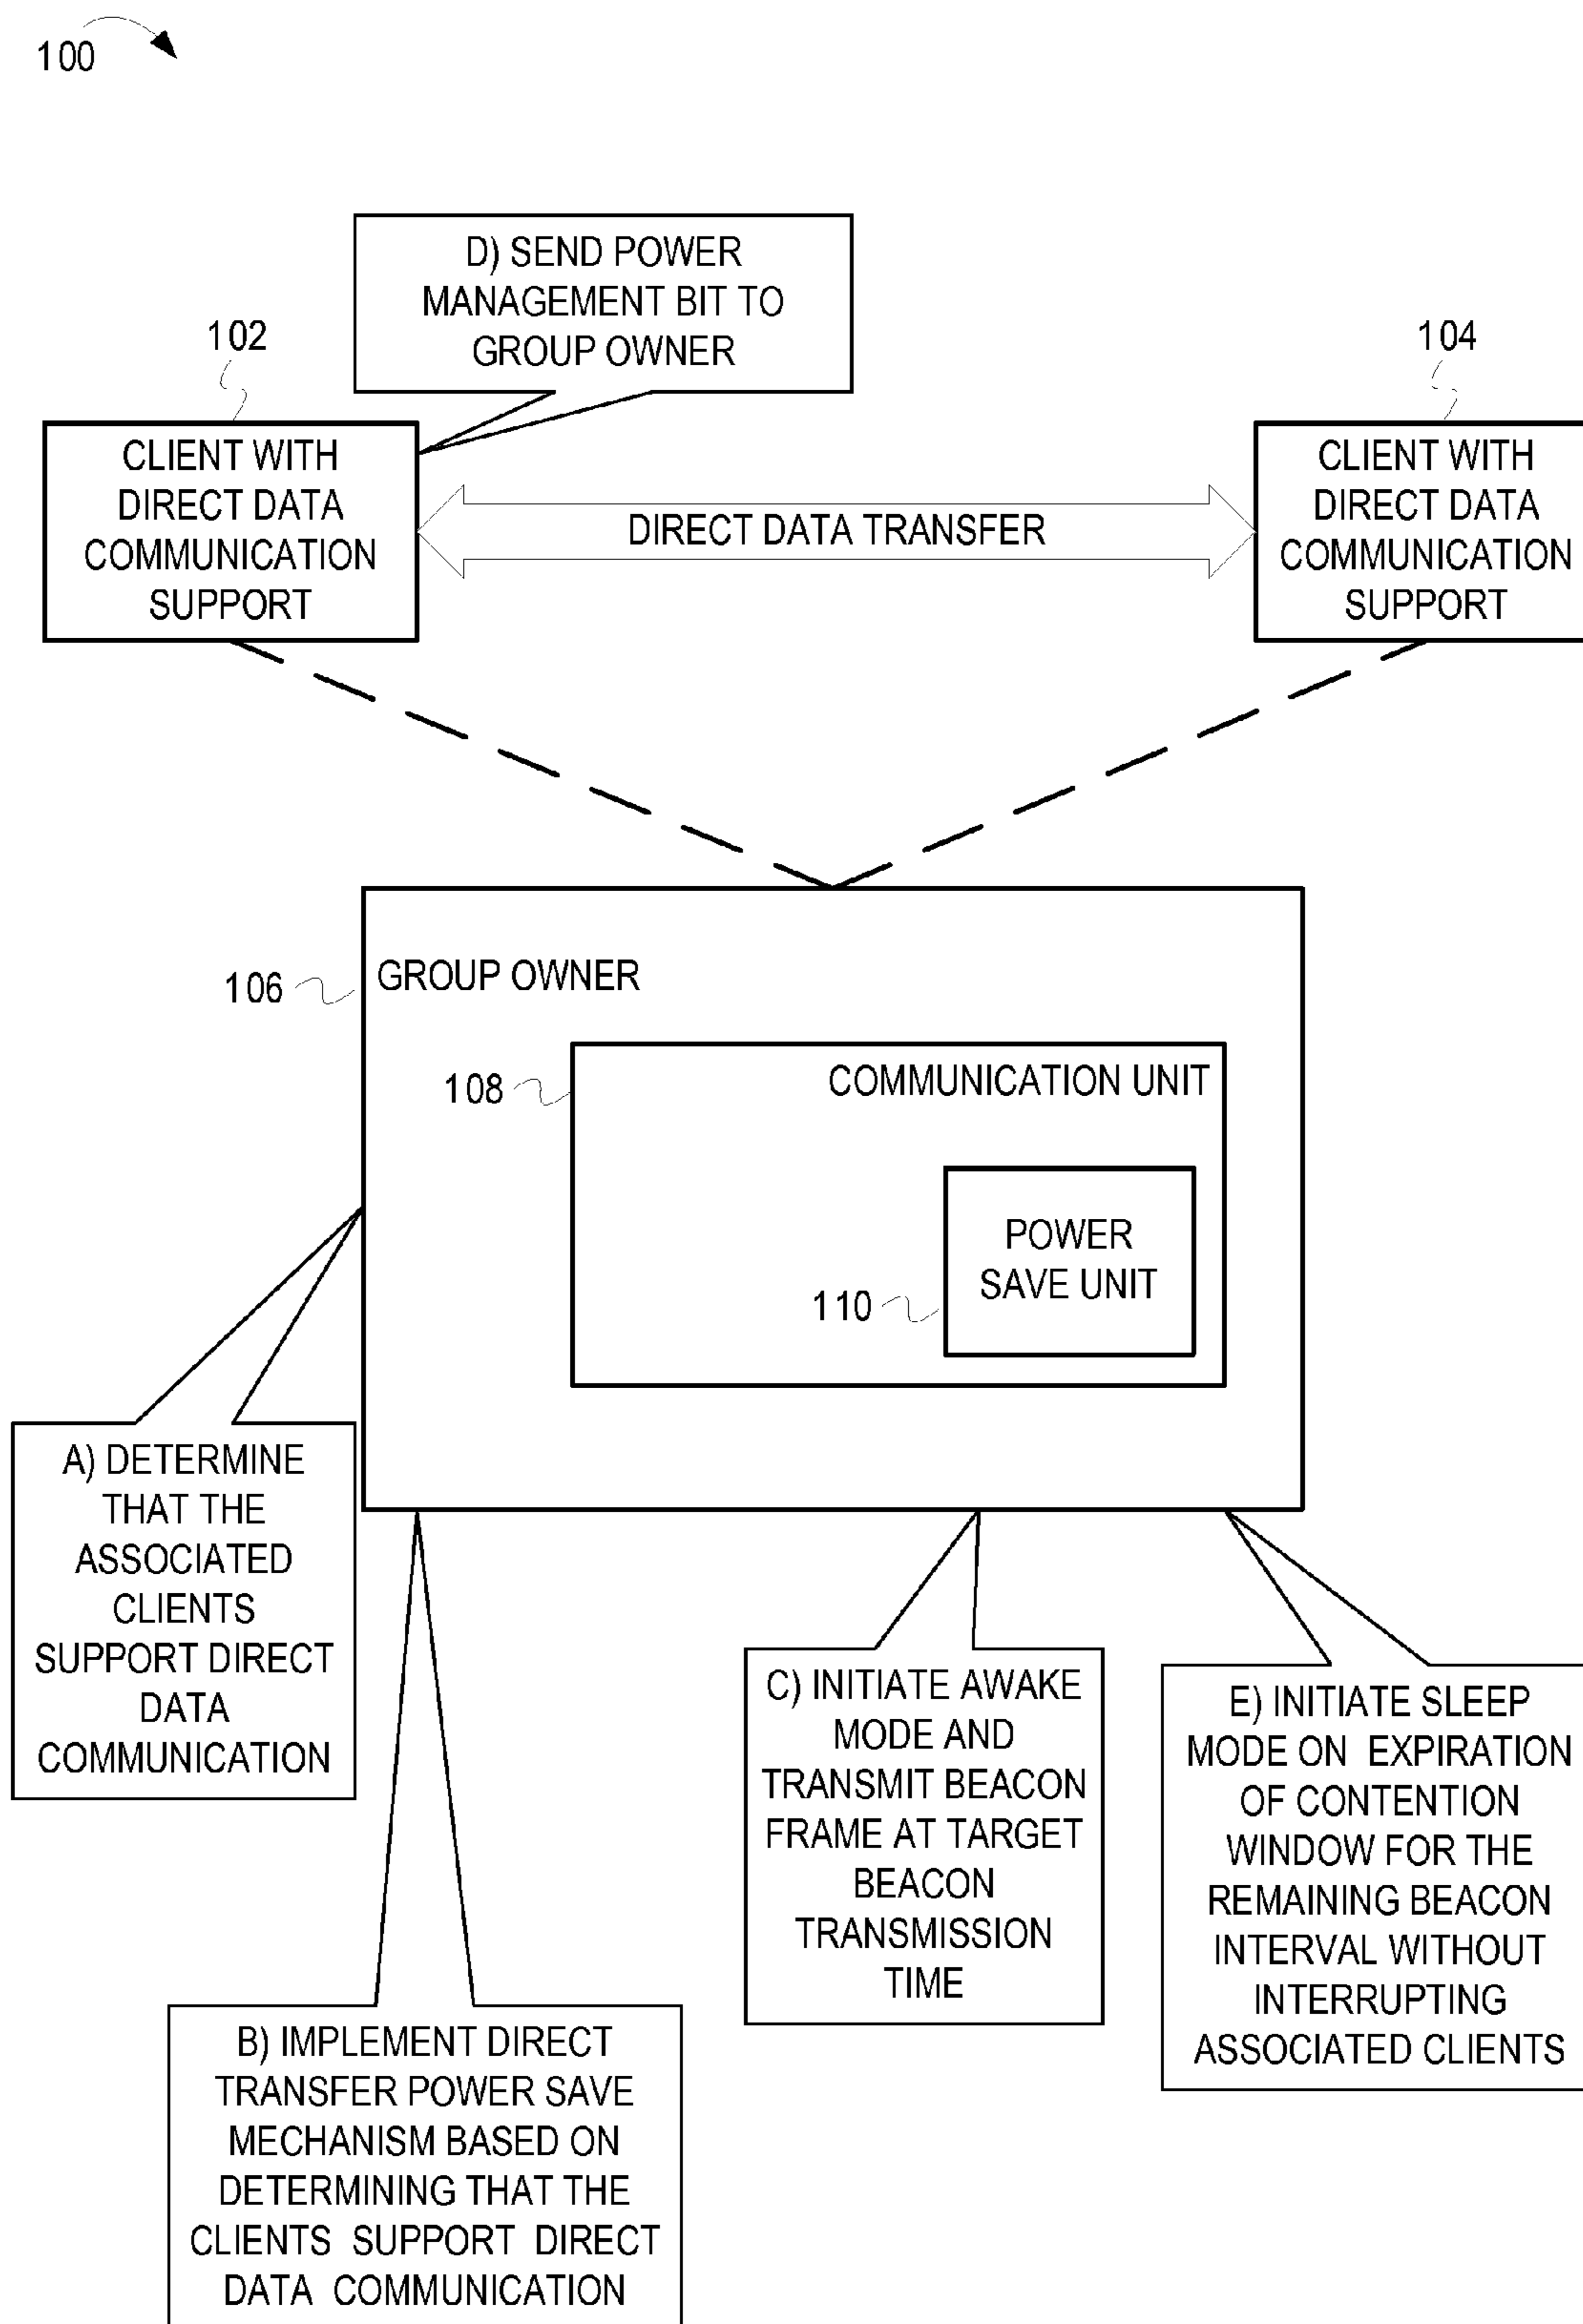 100
D) SEND POWER
MANAGEMENT BIT TO
GROUP OWNER
102
104
CLIENT WITH
DIRECT DATA
COMMUNICATION
SUPPORT
DIRECT DATA TRANSFER
CLIENT WITH
DIRECT DATA
COMMUNICATION
SUPPORT
106
GROUP OWNER
108
COMMUNICATION UNIT
POWER
SAVE UNIT
110
A) DETERMINE
THAT THE
ASSOCIATED
CLIENTS
SUPPORT DIRECT
DATA
COMMUNICATION
C) INITIATE AWAKE
MODE AND
TRANSMIT BEACON
FRAME AT TARGET
BEACON
TRANSMISSION
TIME
E) INITIATE SLEEP
MODE ON EXPIRATION
OF CONTENTION
WINDOW FOR THE
REMAINING BEACON
INTERVAL WITHOUT
INTERRUPTING
ASSOCIATED CLIENTS
B) IMPLEMENT DIRECT
TRANSFER POWER SAVE
MECHANISM BASED ON
DETERMINING THAT THE
CLIENTS SUPPORT DIRECT
DATA COMMUNICATION